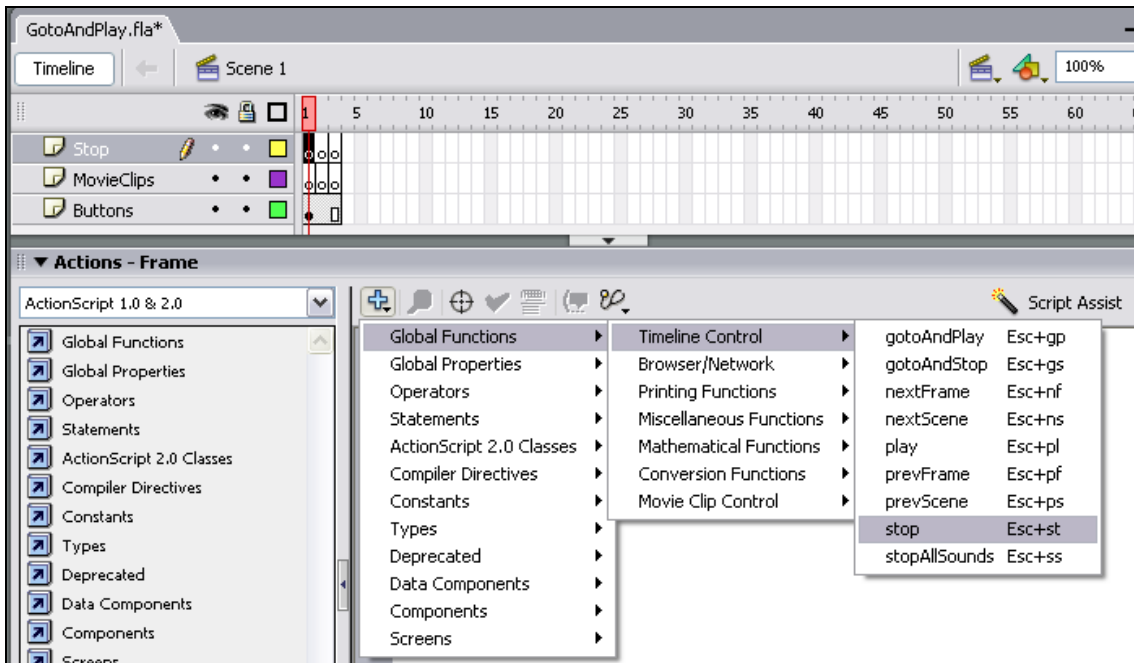 GotoAndPlay.fla*
Timeline Scene 1 100%
1 5 10 15 20 25 30 35 40 45 50 55 60
Stop
MovieClips
Buttons
Actions - Frame
ActionScript 1.0 & 2.0 Script Assist
Global Functions
Global Properties
Operators
Statements
ActionScript 2.0 Classes
Compiler Directives
Constants
Types
Deprecated
Data Components
Components
Screens
Global Functions
Global Properties
Operators
Statements
ActionScript 2.0 Classes
Compiler Directives
Constants
Types
Deprecated
Data Components
Components
Screens
Timeline Control
Browser/Network
Printing Functions
Miscellaneous Functions
Mathematical Functions
Conversion Functions
Movie Clip Control
gotoAndPlay Esc+gp
gotoAndStop Esc+gs
nextFrame Esc+nf
nextScene Esc+ns
play Esc+pl
prevFrame Esc+pf
prevScene Esc+ps
stop Esc+st
stopAllSounds Esc+ss